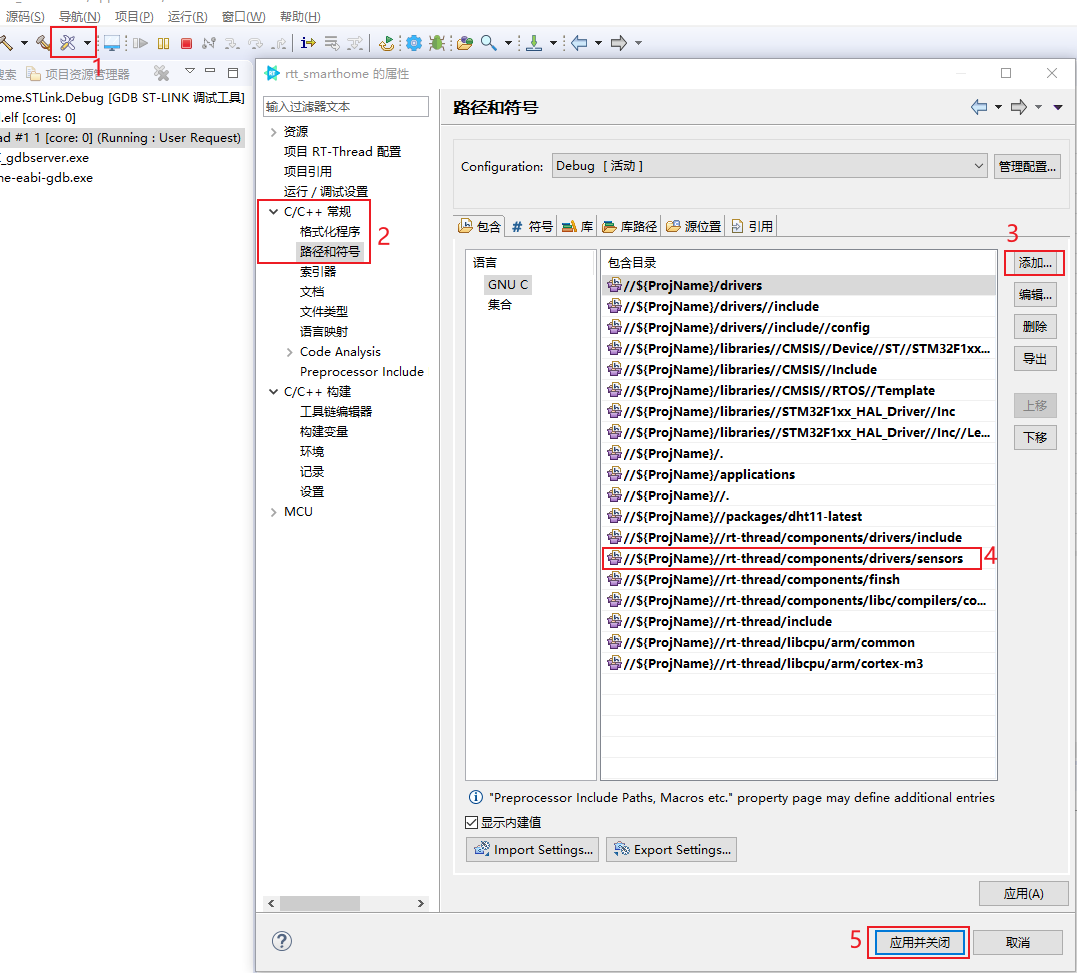 源码(S) 导航(N) 项目(P) 运行(R) 窗口(W) 帮助(H)
1
搜索 项目资源管理器
ome.STLink.Debug [GDB ST-LINK 调试工具]
.elf [cores: 0]
ad #1 1 [core: 0] (Running : User Request)
_gdbserver.exe
ne-eabi-gdb.exe
rtt_smarthome 的属性
输入过滤器文本
资源
项目 RT-Thread 配置
项目引用
运行 / 调试设置
C/C++ 常规
格式化程序
路径和符号
2
索引器
文档
文件类型
语言映射
Code Analysis
Preprocessor Include
C/C++ 构建
工具链编辑器
构建变量
环境
记录
设置
MCU
路径和符号
Configuration: Debug [ 活动 ] 管理配置...
包含 # 符号 库 库路径 源位置 引用
语言
GNU C
集合
包含目录
//${ProjName}/drivers
//${ProjName}/drivers//include
//${ProjName}/drivers//include//config
//${ProjName}/libraries//CMSIS//Device//ST//STM32F1xx...
//${ProjName}/libraries//CMSIS//Include
//${ProjName}/libraries//CMSIS//RTOS//Template
//${ProjName}/libraries//STM32F1xx_HAL_Driver//Inc
//${ProjName}/libraries//STM32F1xx_HAL_Driver//Inc//Le...
//${ProjName}/.
//${ProjName}/applications
//${ProjName}//.
//${ProjName}//packages/dht11-latest
//${ProjName}//rt-thread/components/drivers/include
//${ProjName}//rt-thread/components/drivers/sensors
4
//${ProjName}//rt-thread/components/finsh
//${ProjName}//rt-thread/components/libc/compilers/co...
//${ProjName}//rt-thread/include
//${ProjName}//rt-thread/libcpu/arm/common
//${ProjName}//rt-thread/libcpu/arm/cortex-m3
3
添加...
编辑...
删除
导出
上移
下移
"Preprocessor Include Paths, Macros etc." property page may define additional entries
显示内建值
Import Settings... Export Settings...
应用(A)
5
应用并关闭 取消